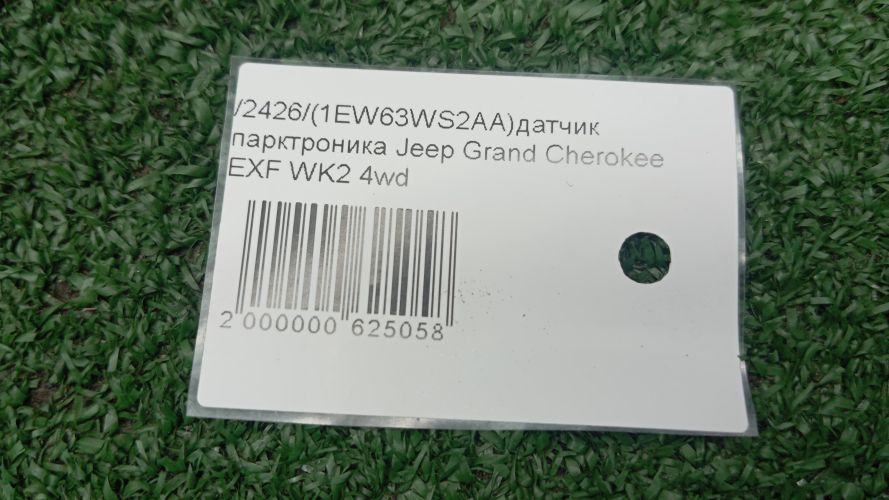 /2426/(1EW63WS2AA)датчик
парктроника Jeep Grand Cherokee
EXF WK2 4wd
2 000000 625058